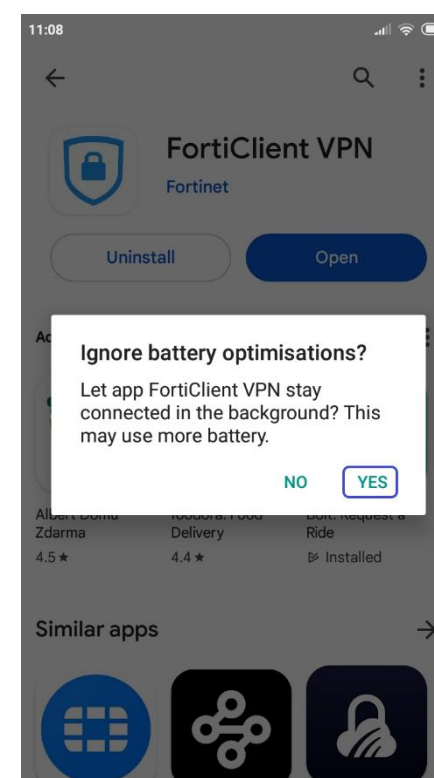 11:08
FortiClient VPN
Fortinet
Uninstall
Open
Ignore battery optimisations?
Let app FortiClient VPN stay
connected in the background? This
may use more battery.
NO YES
Zdarma
Delivery
Ride
4.5★
4.4★
Installed
Similar apps